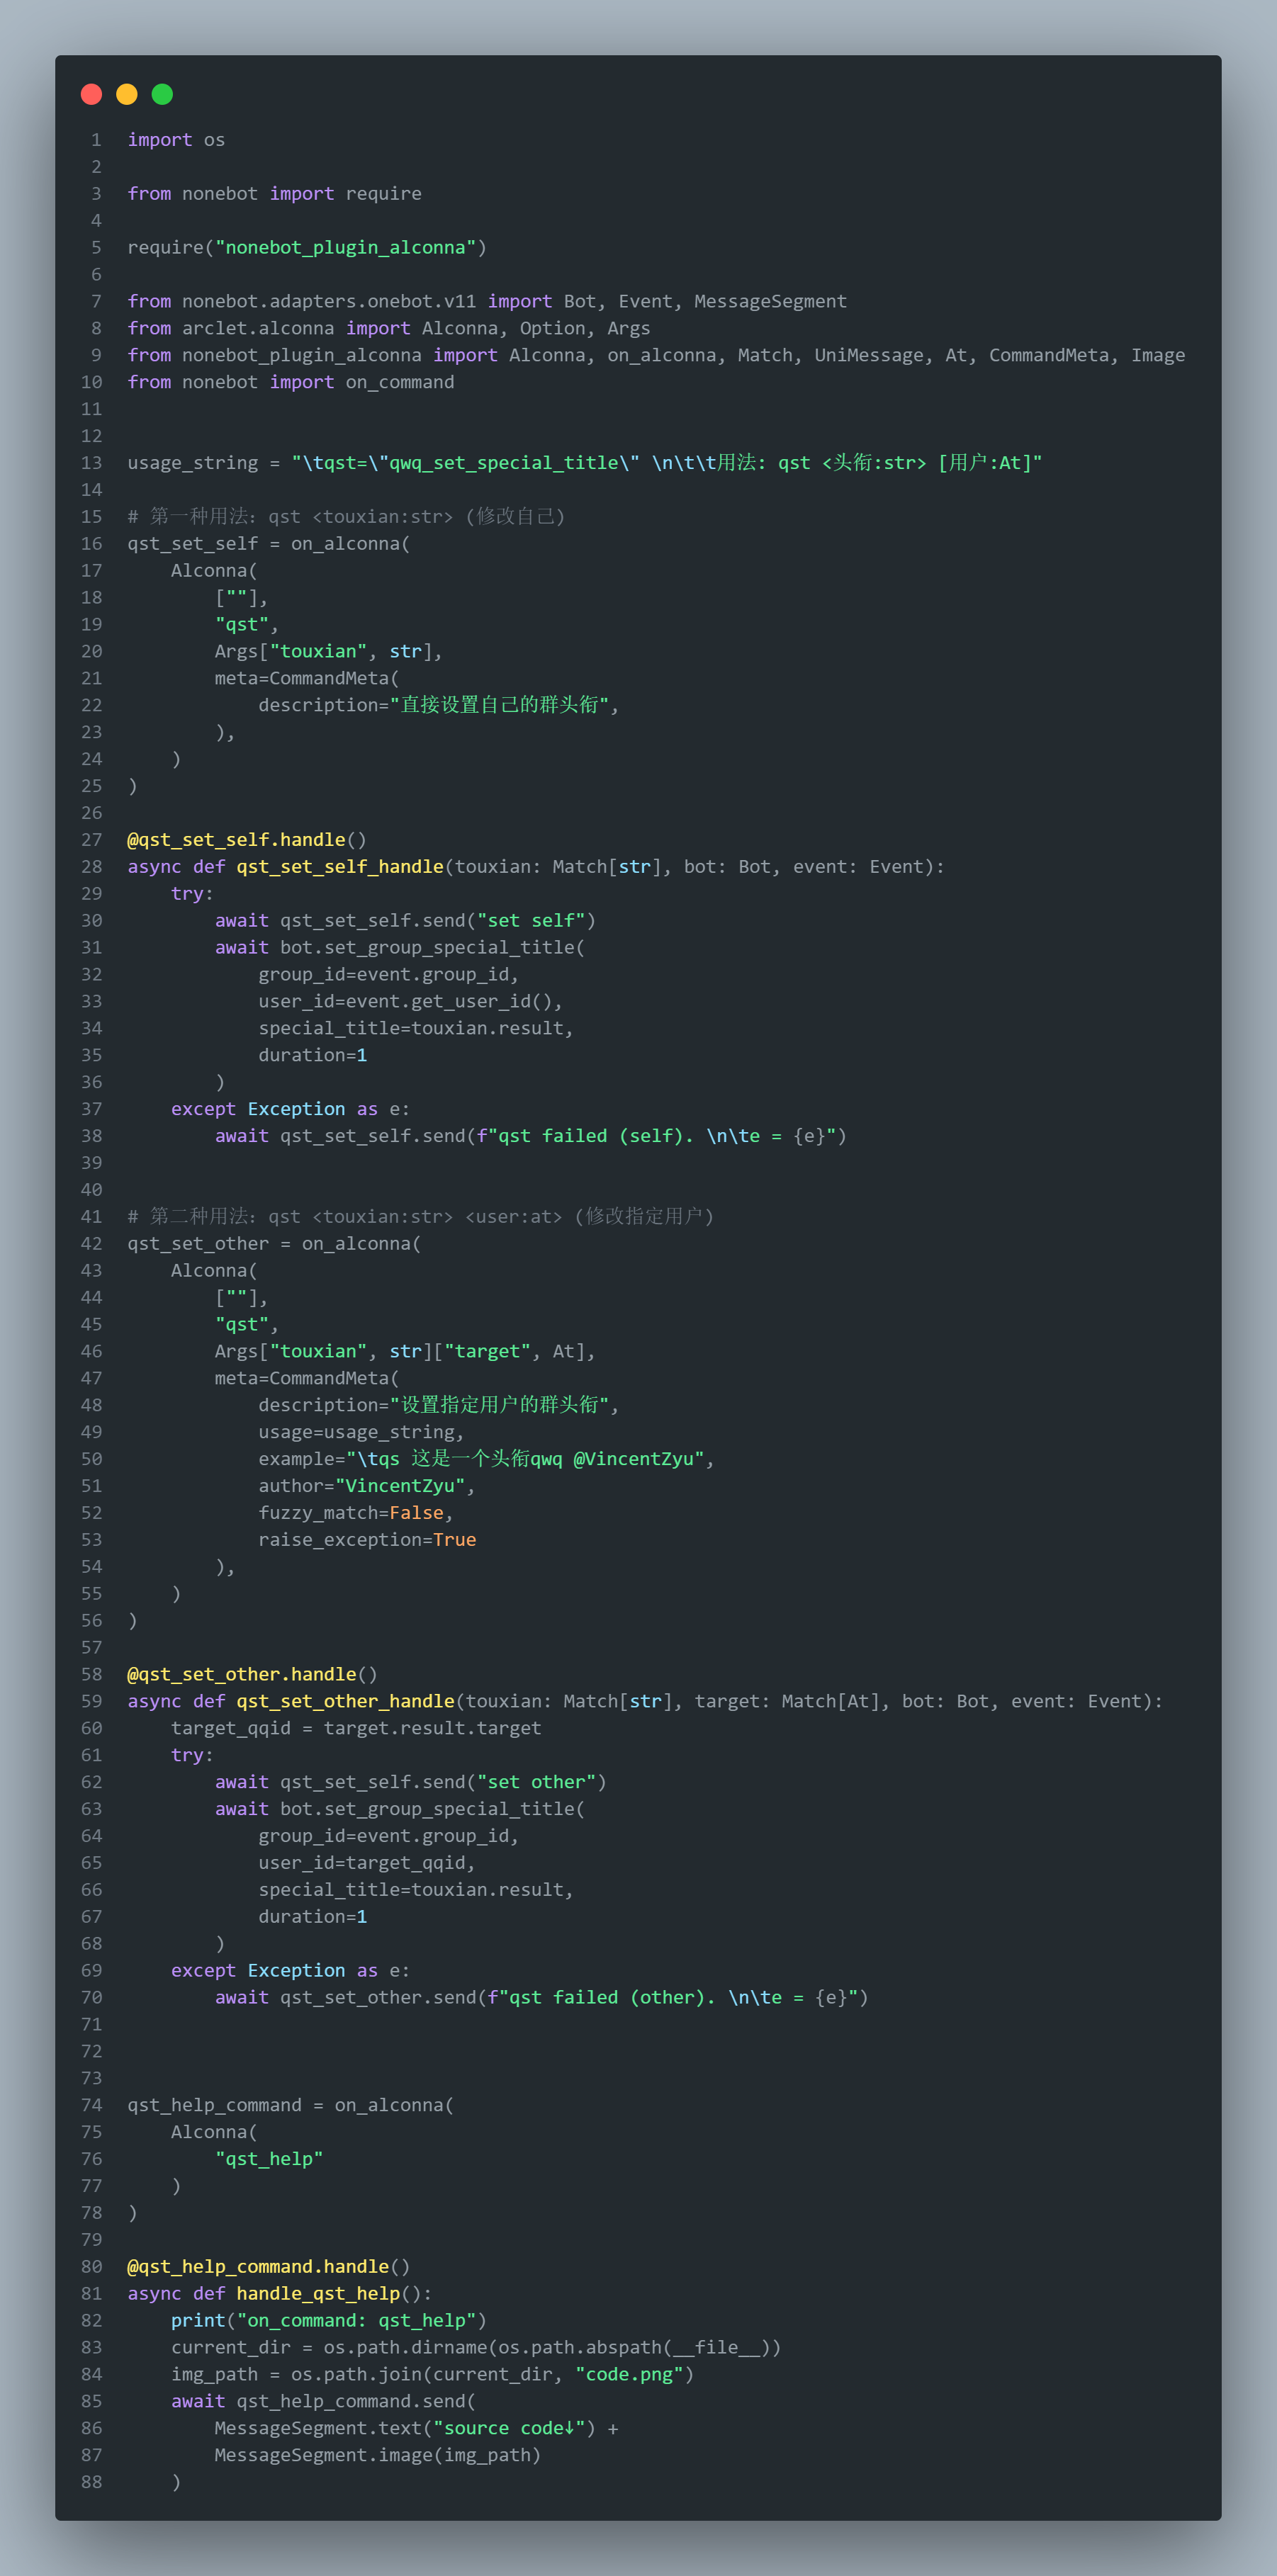 1 import os
2
3 from nonebot import require
4
5 require("nonebot_plugin_alconna")
6
7 from nonebot.adapters.onebot.v11 import Bot, Event, MessageSegment
8 from arclet.alconna import Alconna, Option, Args
9 from nonebot_plugin_alconna import Alconna, on_alconna, Match, UniMessage, At, CommandMeta, Image
10 from nonebot import on_command
11
12
13 usage_string = "\tqst=\"qwq_set_special_title\" \n\t\t用法: qst <头衔:str> [用户:At]"
14
15 # 第一种用法: qst <touxian:str> (修改自己)
16 qst_set_self = on_alconna(
17     Alconna(
18         [""],
19         "qst",
20         Args["touxian", str],
21         meta=CommandMeta(
22             description="直接设置自己的群头衔",
23         ),
24     )
25 )
26
27 @qst_set_self.handle()
28 async def qst_set_self_handle(touxian: Match[str], bot: Bot, event: Event):
29     try:
30         await qst_set_self.send("set self")
31         await bot.set_group_special_title(
32             group_id=event.group_id,
33             user_id=event.get_user_id(),
34             special_title=touxian.result,
35             duration=1
36         )
37     except Exception as e:
38         await qst_set_self.send(f"qst failed (self). \n\te = {e}")
39
40
41 # 第二种用法: qst <touxian:str> <user:at> (修改指定用户)
42 qst_set_other = on_alconna(
43     Alconna(
44         [""],
45         "qst",
46         Args["touxian", str]["target", At],
47         meta=CommandMeta(
48             description="设置指定用户的群头衔",
49             usage=usage_string,
50             example="\tqs 这是一个头衔qwq @VincentZyu",
51             author="VincentZyu",
52             fuzzy_match=False,
53             raise_exception=True
54         ),
55     )
56 )
57
58 @qst_set_other.handle()
59 async def qst_set_other_handle(touxian: Match[str], target: Match[At], bot: Bot, event: Event):
60     target_qqid = target.result.target
61     try:
62         await qst_set_self.send("set other")
63         await bot.set_group_special_title(
64             group_id=event.group_id,
65             user_id=target_qqid,
66             special_title=touxian.result,
67             duration=1
68         )
69     except Exception as e:
70         await qst_set_other.send(f"qst failed (other). \n\te = {e}")
71
72
73
74 qst_help_command = on_alconna(
75     Alconna(
76         "qst_help"
77     )
78 )
79
80 @qst_help_command.handle()
81 async def handle_qst_help():
82     print("on_command: qst_help")
83     current_dir = os.path.dirname(os.path.abspath(__file__))
84     img_path = os.path.join(current_dir, "code.png")
85     await qst_help_command.send(
86         MessageSegment.text("source code↓") +
87         MessageSegment.image(img_path)
88     )